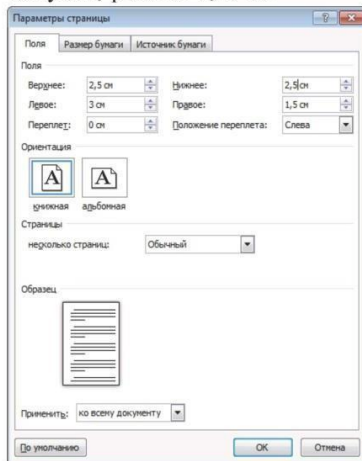 Параметры страницы
Поля Размер бумаги Источник бумаги
Поля
Верхнее: 2,5 см Нижнее: 2,5 см
Левое: 3 см Правое: 1,5 см
Переплет: 0 см Положение переплета: Слева
Ориентация
A A
книжная альбомная
Страницы
несколько страниц: Обычный
Образец
Применить: ко всему документу
По умолчанию ОК Отмена